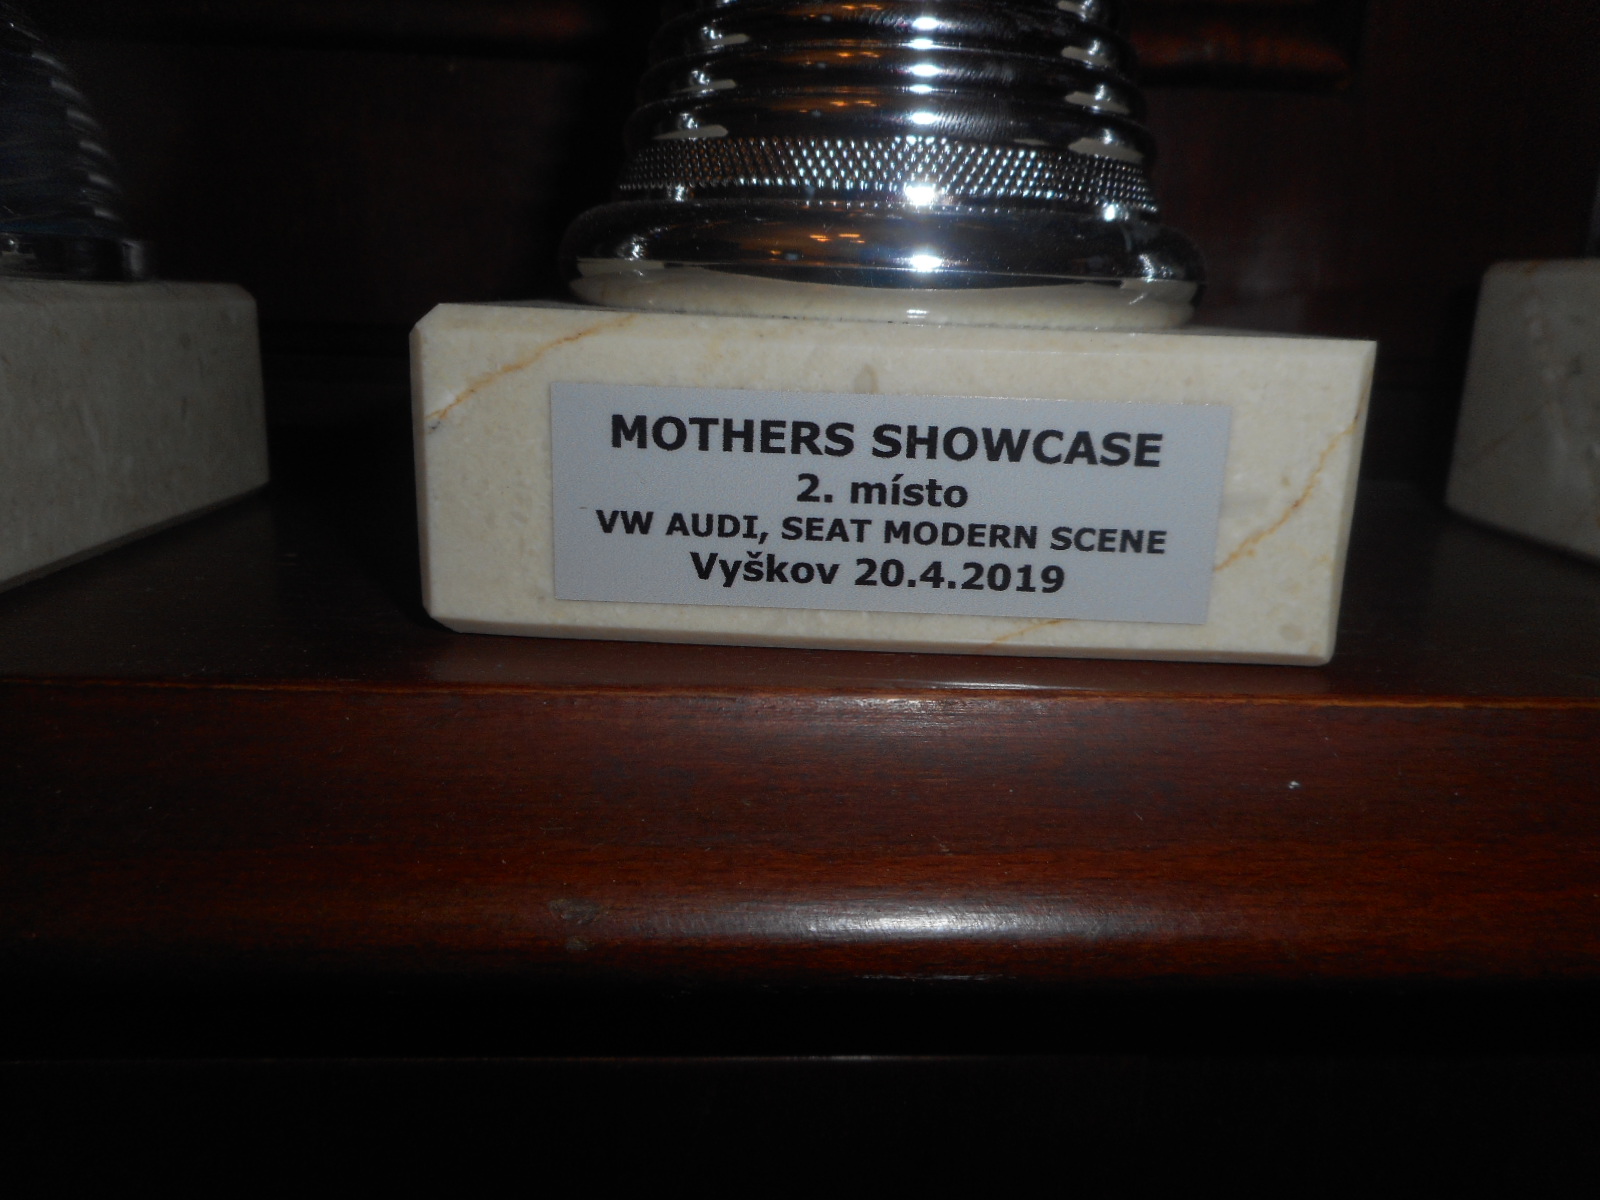 MOTHERS SHOWCASE
2. místo
VW AUDI, SEAT MODERN SCENE
Vyškov 20.4.2019